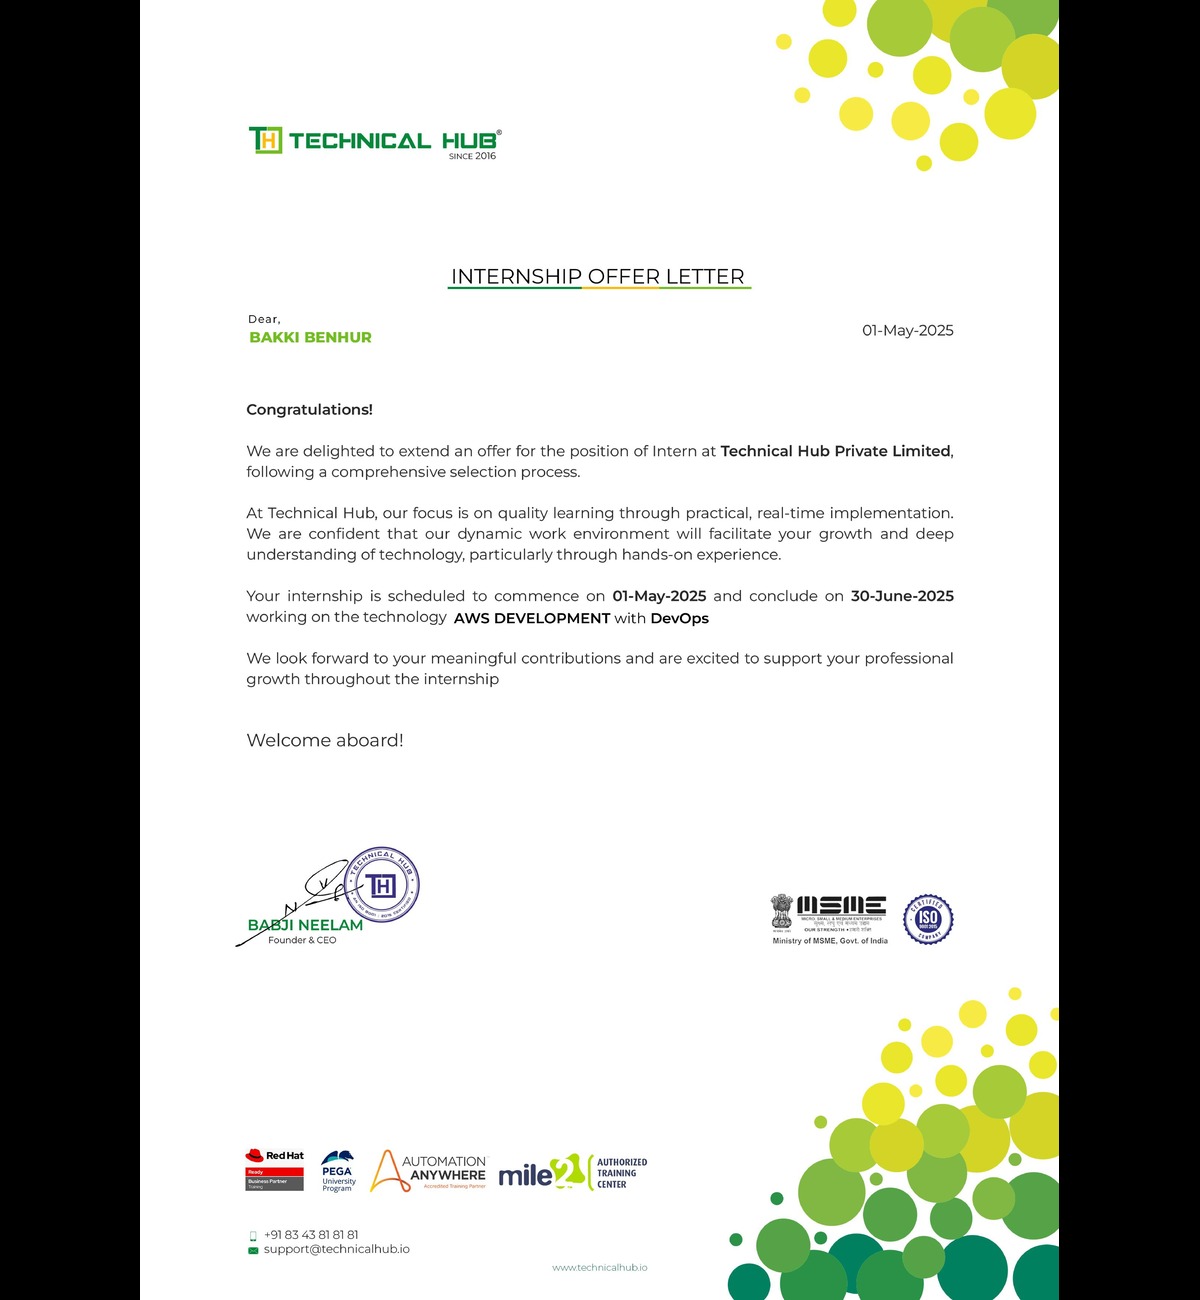 TH TECHNICAL HUB®
SINCE 2016
INTERNSHIP OFFER LETTER
Dear,
BAKKI BENHUR
01-May-2025
Congratulations!
We are delighted to extend an offer for the position of Intern at Technical Hub Private Limited,
following a comprehensive selection process.
At Technical Hub, our focus is on quality learning through practical, real-time implementation.
We are confident that our dynamic work environment will facilitate your growth and deep
understanding of technology, particularly through hands-on experience.
Your internship is scheduled to commence on 01-May-2025 and conclude on 30-June-2025
working on the technology AWS DEVELOPMENT with DevOps
We look forward to your meaningful contributions and are excited to support your professional
growth throughout the internship
Welcome aboard!
TECHNICAL HUB
TH
BABJI NEELAM
Founder & CEO
MSME
MICRO, SMALL & MEDIUM ENTERPRISES
सूक्ष्म, लघु एवं मध्यम उद्यम
OUR STRENGTH • हमारी शक्ति
Ministry of MSME, Govt. of India
CERTIFIED
ISO
9001:2015
COMPANY
Red Hat
Ready
Business Partner
Training
PEGA
University
Program
AUTOMATION
ANYWHERE
Accredited Training Partner
mile2
AUTHORIZED
TRAINING
CENTER
+91 83 43 81 81 81
support@technicalhub.io
www.technicalhub.io